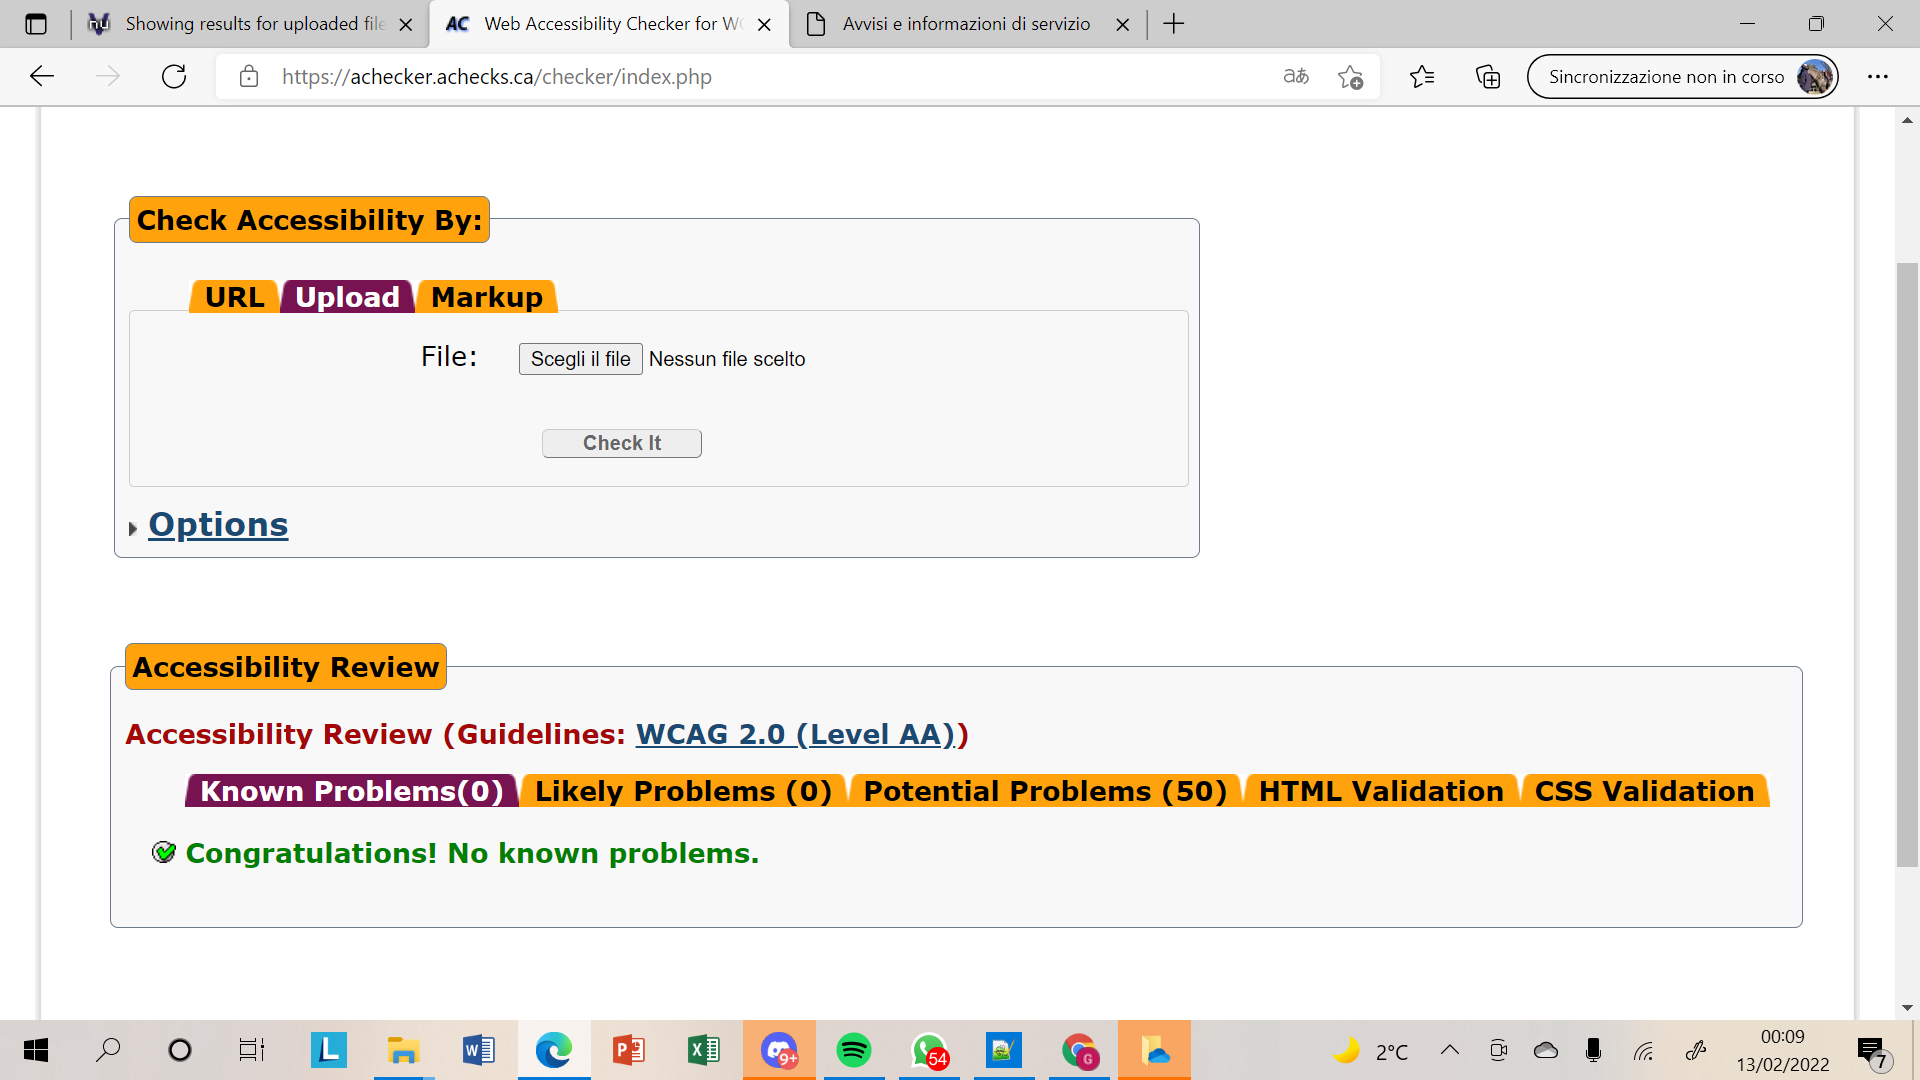 Showing results for uploaded file
Web Accessibility Checker for WC
Avvisi e informazioni di servizio
https://achecker.achecks.ca/checker/index.php
aあ
Sincronizzazione non in corso
Check Accessibility By:
URL
Upload
Markup
File:
Scegli il file
Nessun file scelto
Check It
Options
Accessibility Review
Accessibility Review (Guidelines: WCAG 2.0 (Level AA))
Known Problems(0)
Likely Problems (0)
Potential Problems (50)
HTML Validation
CSS Validation
Congratulations! No known problems.
9+
54
G
2°C
00:09
13/02/2022
7